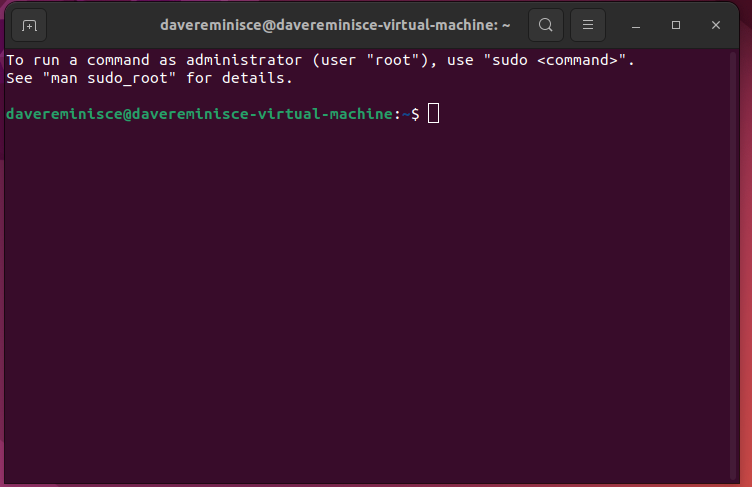 davereminisce@davereminisce-virtual-machine: ~
To run a command as administrator (user "root"), use "sudo <command>".
See "man sudo_root" for details.
davereminisce@davereminisce-virtual-machine:~$